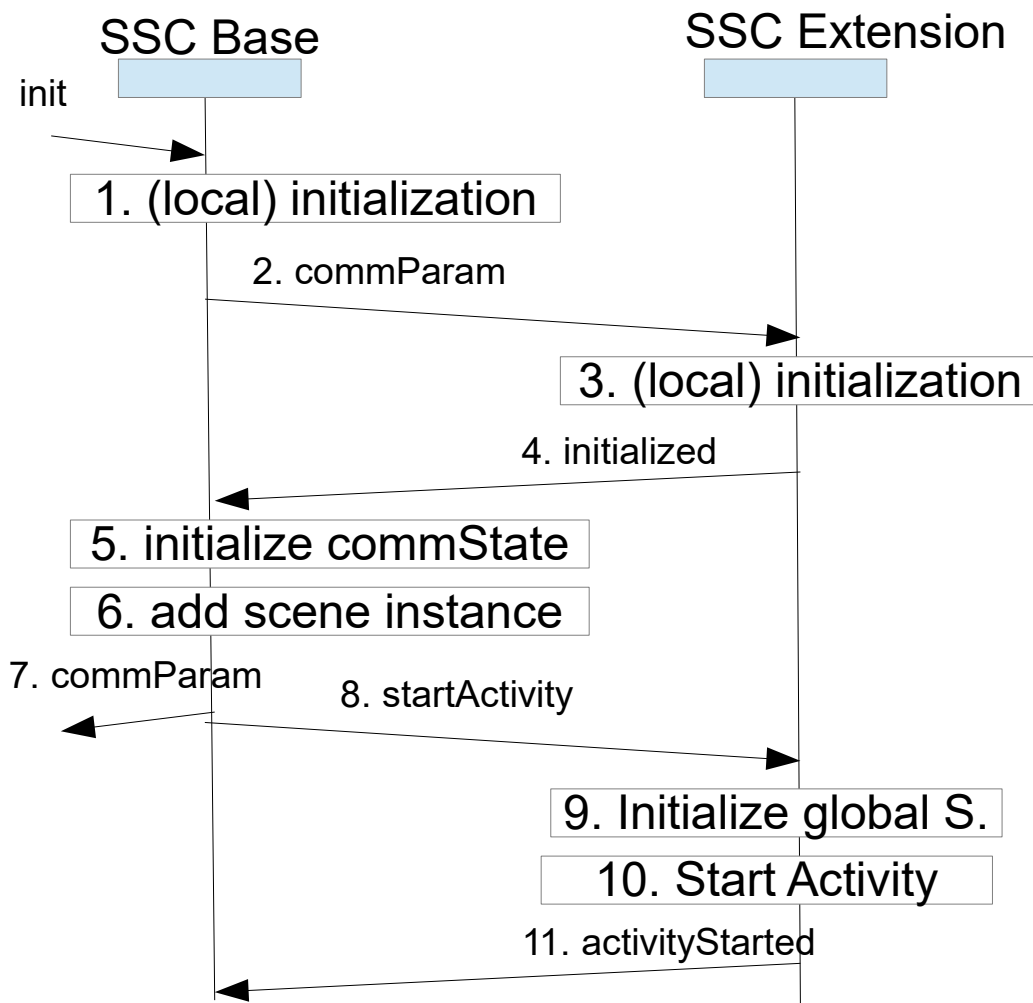 SSC Base
SSC Extension
init
1. (local) initialization
2. commParam
3. (local) initialization
4. initialized
5. initialize commState
6. add scene instance
7. commParam
8. startActivity
9. Initialize global S.
10. Start Activity
11. activityStarted